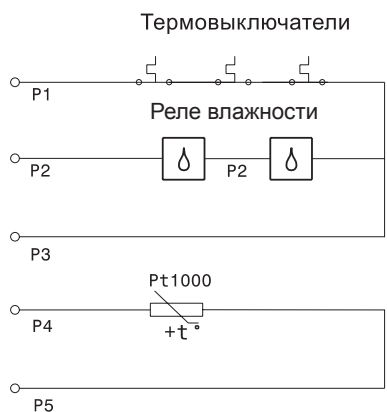 Термовыключатели
P1
Реле влажности
P2 P2
P3
Pt1000
P4
+t°
P5